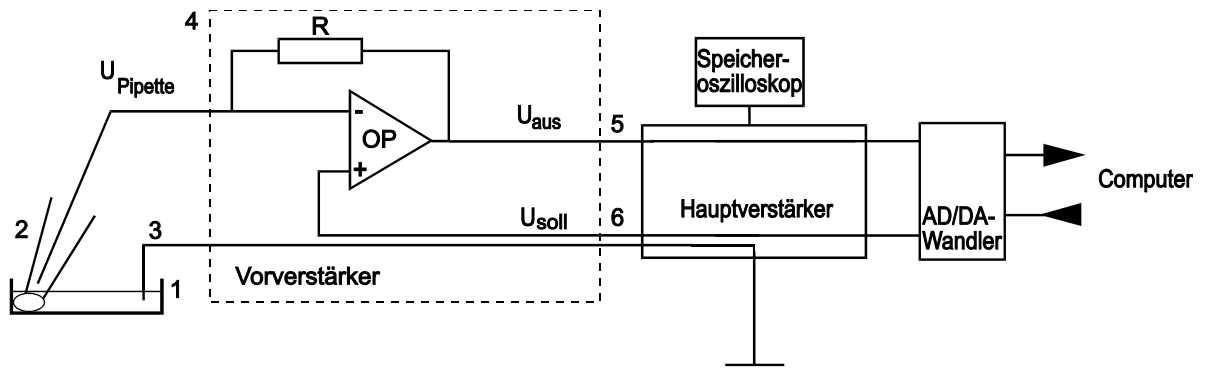 4
R
Speicher-
oszilloskop
U Pipette
-
OP
+
U aus
5
Computer
2
3
U soll
6
Hauptverstärker
AD/DA-
Wandler
1
Vorverstärker